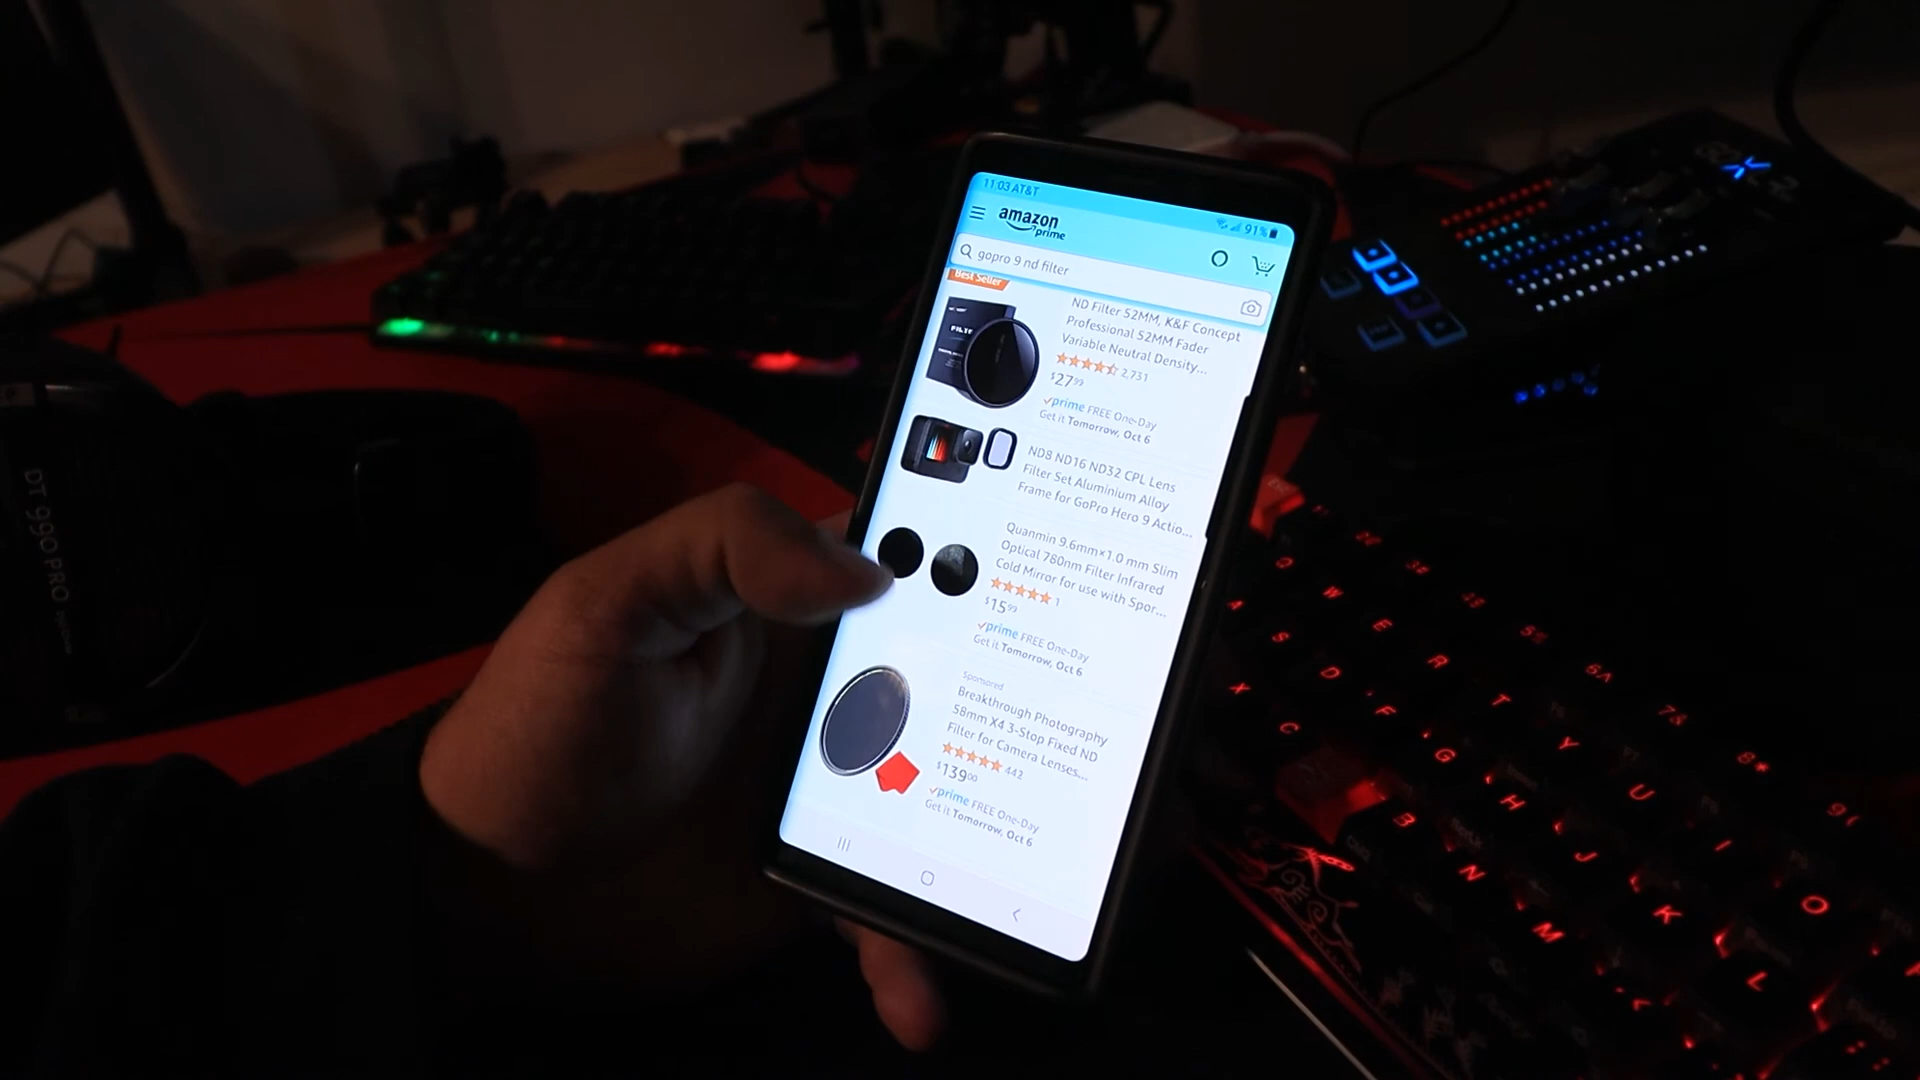 11:03 AT&T
91%
amazon
prime
gopro 9 nd filter
Best Seller
FILTE
ND Filter 52MM, K&F Concept
Professional 52MM Fader
Variable Neutral Density...
2,731
$27.99
prime FREE One-Day
Get it Tomorrow, Oct 6
ND8 ND16 ND32 CPL Lens
Filter Set Aluminium Alloy
Frame for GoPro Hero 9 Actio...
Quanmin 9.6mm×1.0 mm Slim
Optical 780nm Filter Infrared
Cold Mirror for use with Spor...
1
$15.99
prime FREE One-Day
Get it Tomorrow, Oct 6
Sponsored
Breakthrough Photography
58mm X4 3-Stop Fixed ND
Filter for Camera Lenses...
442
$139.00
prime FREE One-Day
Get it Tomorrow, Oct 6
DT 990 PRO
Q W E R T Y U I O
A S D F G H J K L
X C B N M